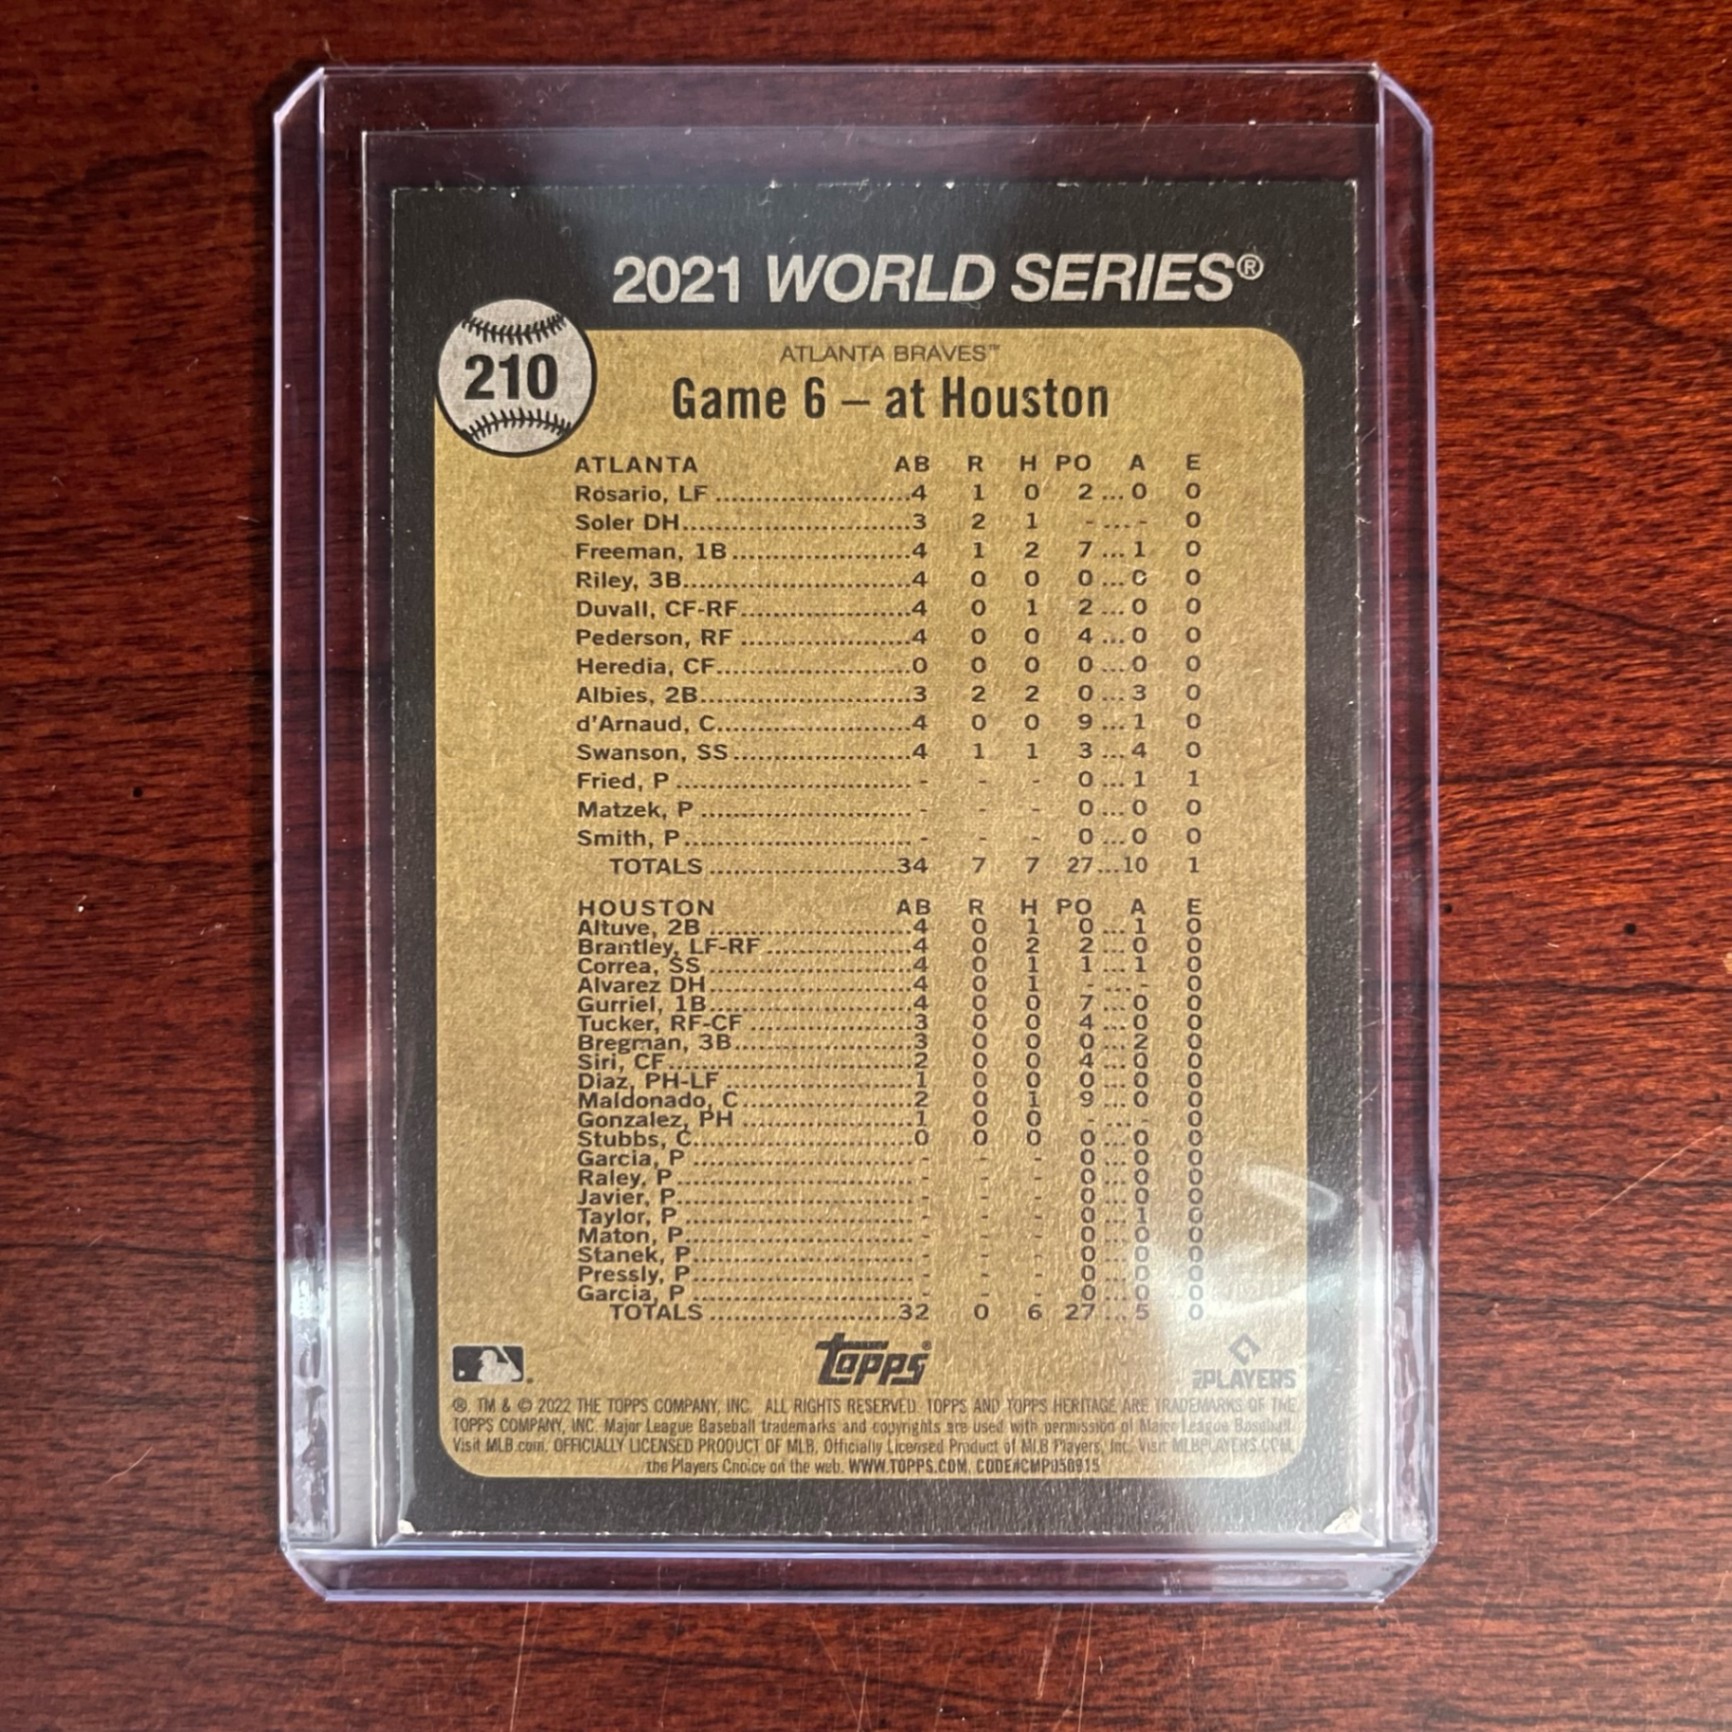 2021 WORLD SERIES®
210
ATLANTA BRAVES™
Game 6 – at Houston
ATLANTA AB R H PO A E
Rosario, LF ........................4 1 0 2 ... 0 0
Soler DH............................3 2 1 - .... - 0
Freeman, 1B ......................4 1 2 7 ... 1 0
Riley, 3B............................4 0 0 0 ... 0 0
Duvall, CF-RF.....................4 0 1 2 ... 0 0
Pederson, RF .....................4 0 0 4 ... 0 0
Heredia, CF........................0 0 0 0 ... 0 0
Albies, 2B..........................3 2 2 0 ... 3 0
d'Arnaud, C........................4 0 0 9 ... 1 0
Swanson, SS......................4 1 1 3 ... 4 0
Fried, P ............................. - - - 0 ... 1 1
Matzek, P .......................... - - - 0 ... 0 0
Smith, P............................ - - - 0 ... 0 0
TOTALS .......................34 7 7 27...10 1
HOUSTON AB R H PO A E
Altuve, 2B .........................4 0 1 0 ... 1 0
Brantley, LF-RF..................4 0 2 2 ... 0 0
Correa, SS .........................4 0 1 1 ... 1 0
Alvarez DH.........................4 0 1 - .... - 0
Gurriel, 1B.........................4 0 0 7 ... 0 0
Tucker, RF-CF ....................3 0 0 4 ... 0 0
Bregman, 3B......................3 0 0 0 ... 2 0
Siri, CF..............................2 0 0 4 ... 0 0
Diaz, PH-LF .......................1 0 0 0 ... 0 0
Maldonado, C.....................2 0 1 9 ... 0 0
Gonzalez, PH .....................1 0 0 - .... - 0
Stubbs, C...........................0 0 0 0 ... 0 0
Garcia, P ........................... - - - 0 ... 0 0
Raley, P............................. - - - 0 ... 0 0
Javier, P............................ - - - 0 ... 0 0
Taylor, P ........................... - - - 0 ... 1 0
Maton, P............................ - - - 0 ... 0 0
Stanek, P........................... - - - 0 ... 0 0
Pressly, P........................... - - - 0 ... 0 0
Garcia, P ........................... - - - 0 ... 0 0
TOTALS .......................32 0 6 27 ... 5 0
Topps®
PLAYERS
®, TM & © 2022 THE TOPPS COMPANY, INC. ALL RIGHTS RESERVED. TOPPS AND TOPPS HERITAGE ARE TRADEMARKS OF THE
TOPPS COMPANY, INC. Major League Baseball trademarks and copyrights are used with permission of Major League Baseball.
Visit MLB.com. OFFICIALLY LICENSED PRODUCT OF MLB, Officially Licensed Product of MLB Players, Inc. Visit MLBPLAYERS.COM,
the Players Choice on the web. WWW.TOPPS.COM. CODE#CMP050915